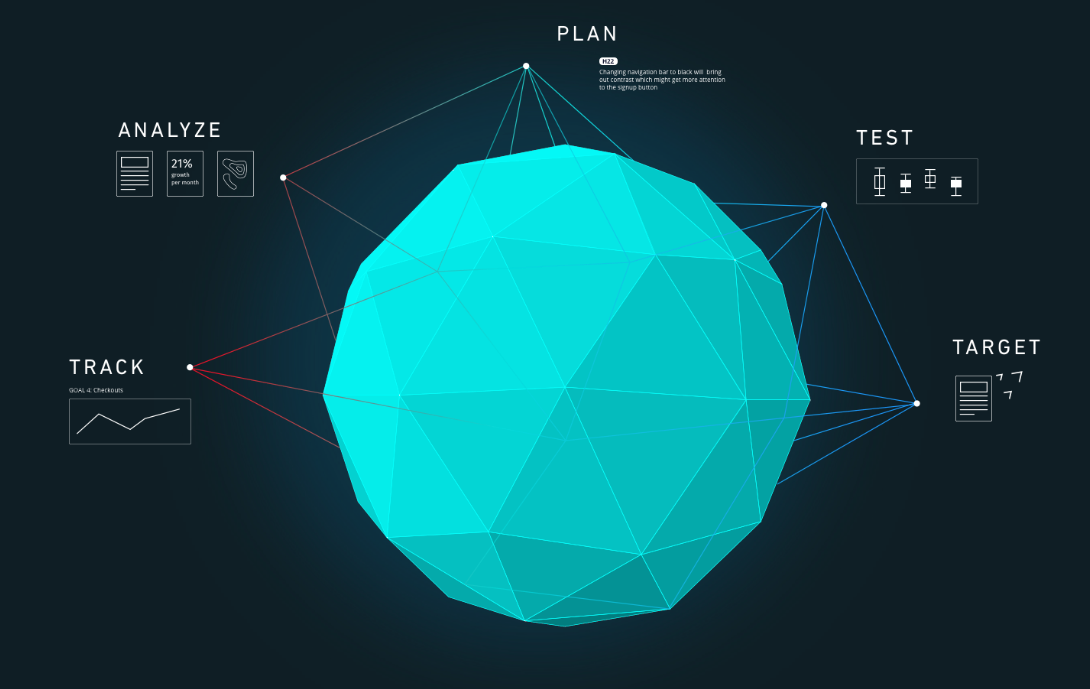 PLAN
H22
Changing navigation bar to black will bring
out contrast which might get more attention
to the signup button
ANALYZE
21%
growth
per month
TEST
TRACK
GOAL 4: Checkouts
TARGET